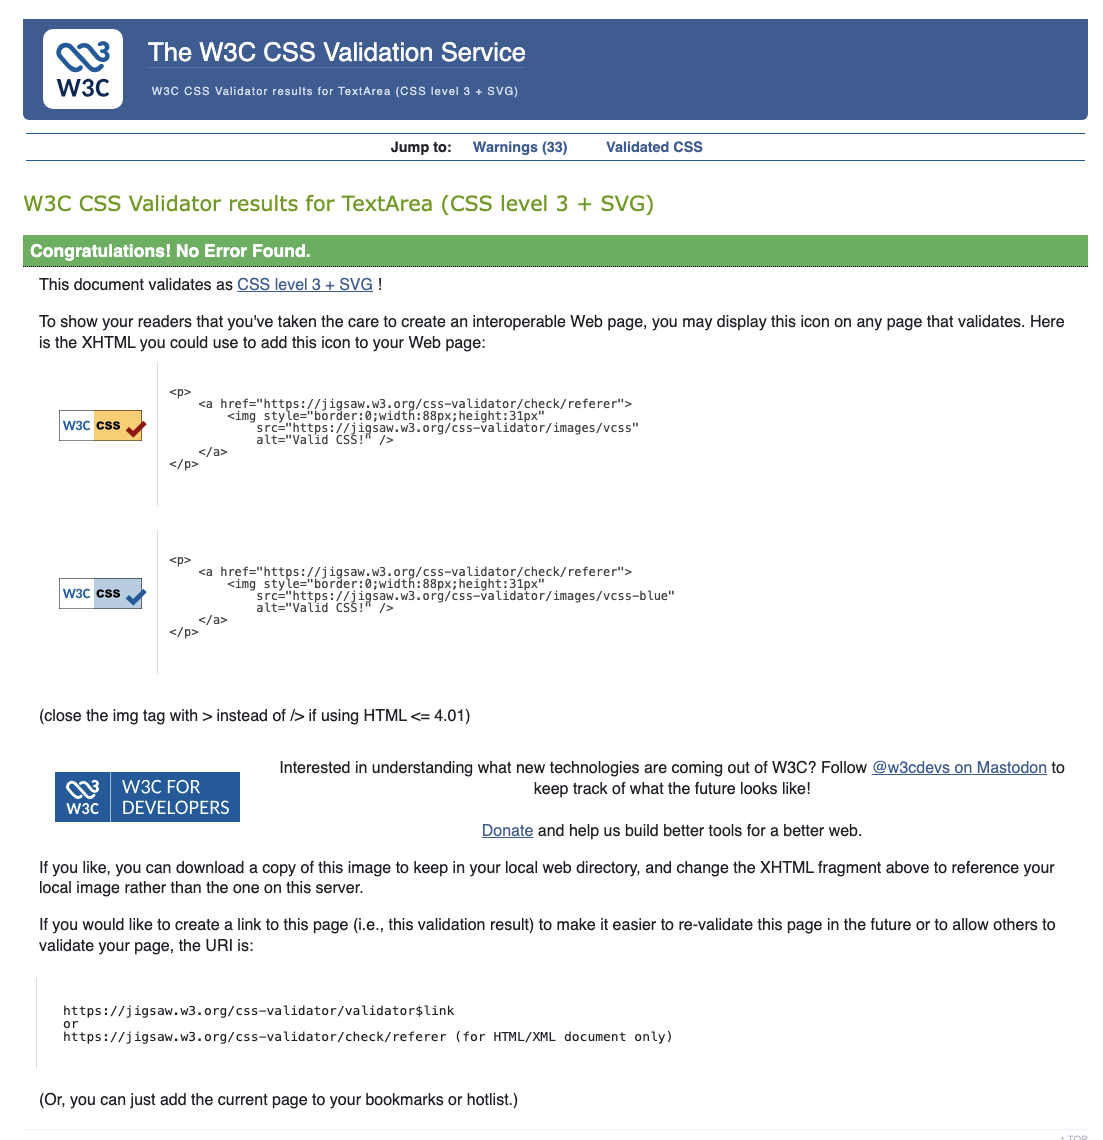 W3C
The W3C CSS Validation Service
W3C CSS Validator results for TextArea (CSS level 3 + SVG)
Jump to: Warnings (33) Validated CSS
W3C CSS Validator results for TextArea (CSS level 3 + SVG)
Congratulations! No Error Found.
This document validates as CSS level 3 + SVG !
To show your readers that you've taken the care to create an interoperable Web page, you may display this icon on any page that validates. Here
is the XHTML you could use to add this icon to your Web page:
W3C css
<p>
    <a href="https://jigsaw.w3.org/css-validator/check/referer">
        <img style="border:0;width:88px;height:31px"
            src="https://jigsaw.w3.org/css-validator/images/vcss"
            alt="Valid CSS!" />
    </a>
</p>
W3C css
<p>
    <a href="https://jigsaw.w3.org/css-validator/check/referer">
        <img style="border:0;width:88px;height:31px"
            src="https://jigsaw.w3.org/css-validator/images/vcss-blue"
            alt="Valid CSS!" />
    </a>
</p>
(close the img tag with > instead of /> if using HTML <= 4.01)
W3C
W3C FOR
DEVELOPERS
Interested in understanding what new technologies are coming out of W3C? Follow @w3cdevs on Mastodon to
keep track of what the future looks like!
Donate and help us build better tools for a better web.
If you like, you can download a copy of this image to keep in your local web directory, and change the XHTML fragment above to reference your
local image rather than the one on this server.
If you would like to create a link to this page (i.e., this validation result) to make it easier to re-validate this page in the future or to allow others to
validate your page, the URI is:
https://jigsaw.w3.org/css-validator/validator$link
or
https://jigsaw.w3.org/css-validator/check/referer (for HTML/XML document only)
(Or, you can just add the current page to your bookmarks or hotlist.)
↑ TOP